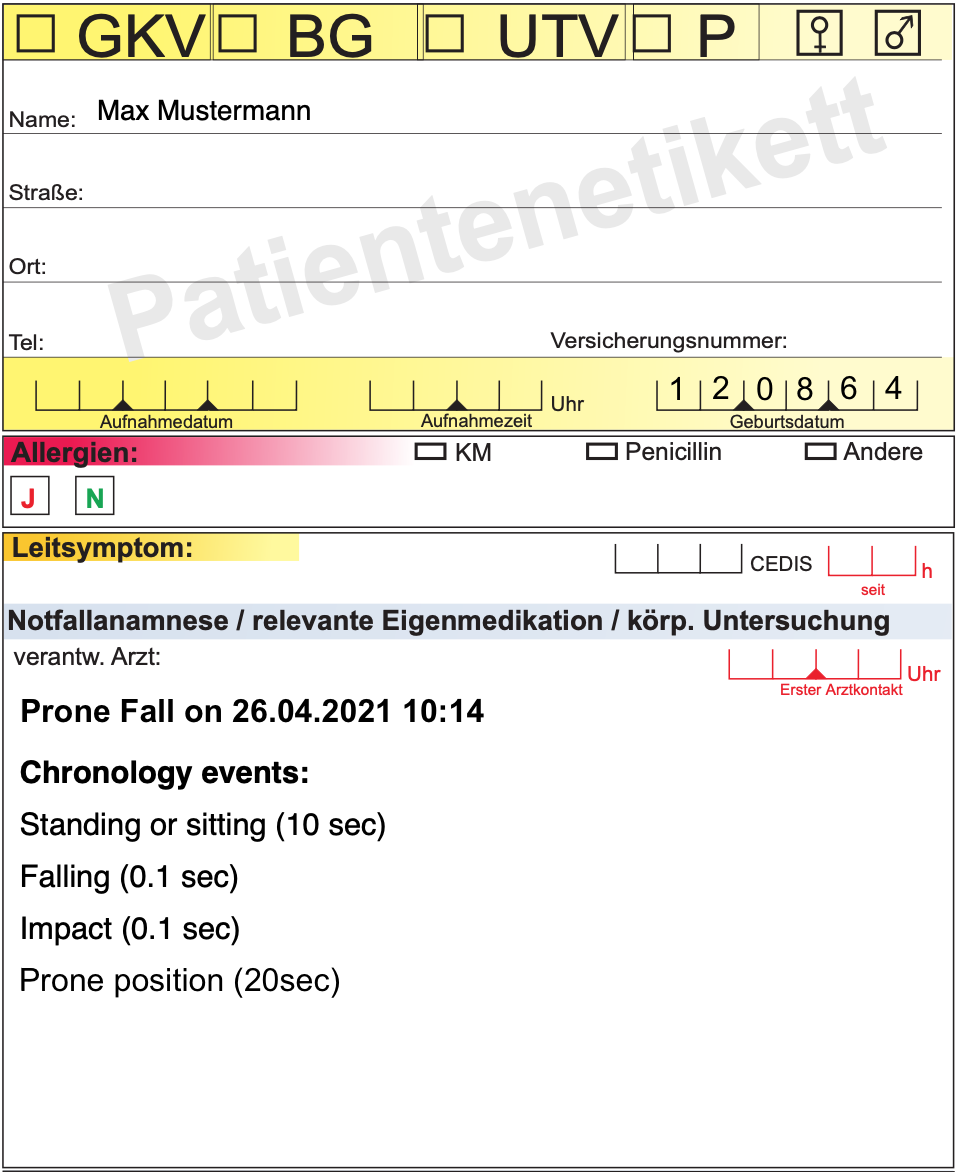 GKV BG UTV P
Patientenetikett
Name: Max Mustermann
Straße:
Ort:
Tel: Versicherungsnummer:
Uhr 1 2 0 8 6 4
Aufnahmedatum Aufnahmezeit Geburtsdatum
Allergien: KM Penicillin Andere
J N
Leitsymptom: CEDIS h
seit
Notfallanamnese / relevante Eigenmedikation / körp. Untersuchung
verantw. Arzt: Uhr
Erster Arztkontakt
Prone Fall on 26.04.2021 10:14
Chronology events:
Standing or sitting (10 sec)
Falling (0.1 sec)
Impact (0.1 sec)
Prone position (20sec)